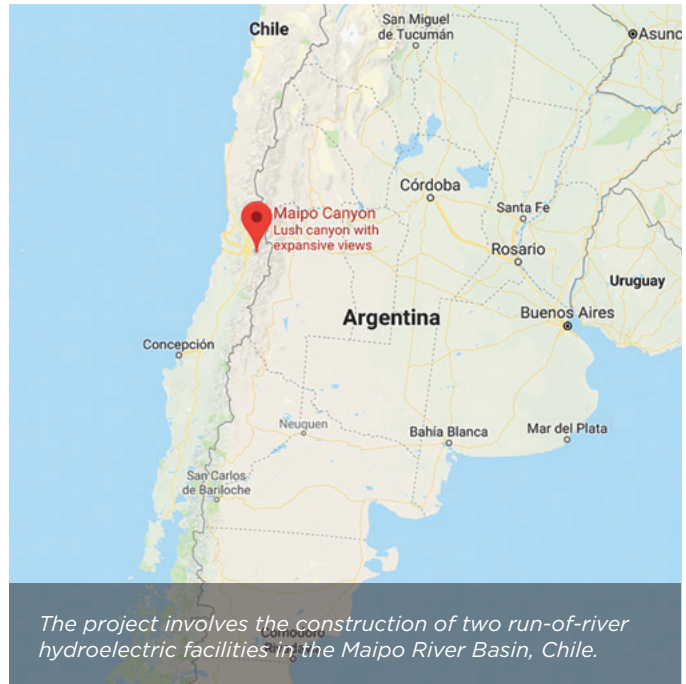 San Miguel
de Tucumán
Chile
Asunc
Córdoba
Santa Fe
Maipo Canyon
Lush canyon with
expansive views
Rosario
Uruguay
Buenos Aires
Argentina
Concepción
Neuquen
Bahía Blanca
Mar del Plata
San Carlos
de Bariloche
The project involves the construction of two run-of-river
hydroelectric facilities in the Maipo River Basin, Chile.
Comodoro